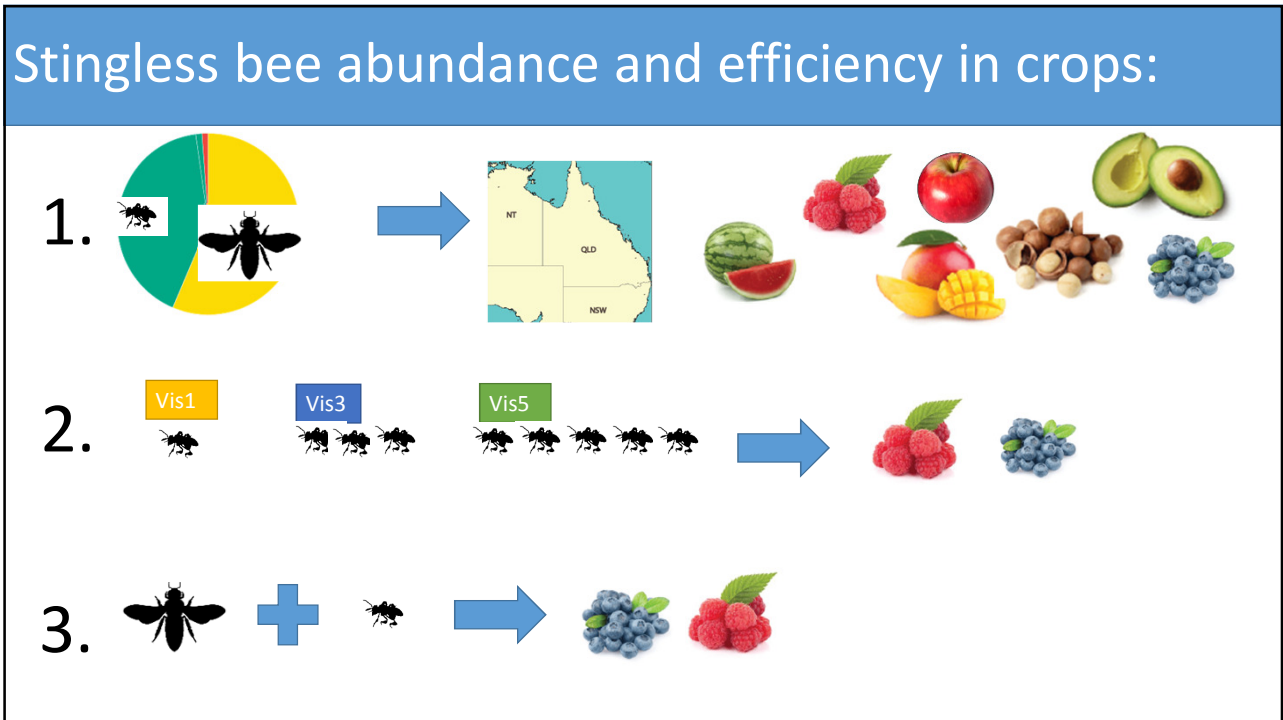 Stingless bee abundance and efficiency in crops:
1.
NT
QLD
NSW
2.
Vis1
Vis3
Vis5
3.